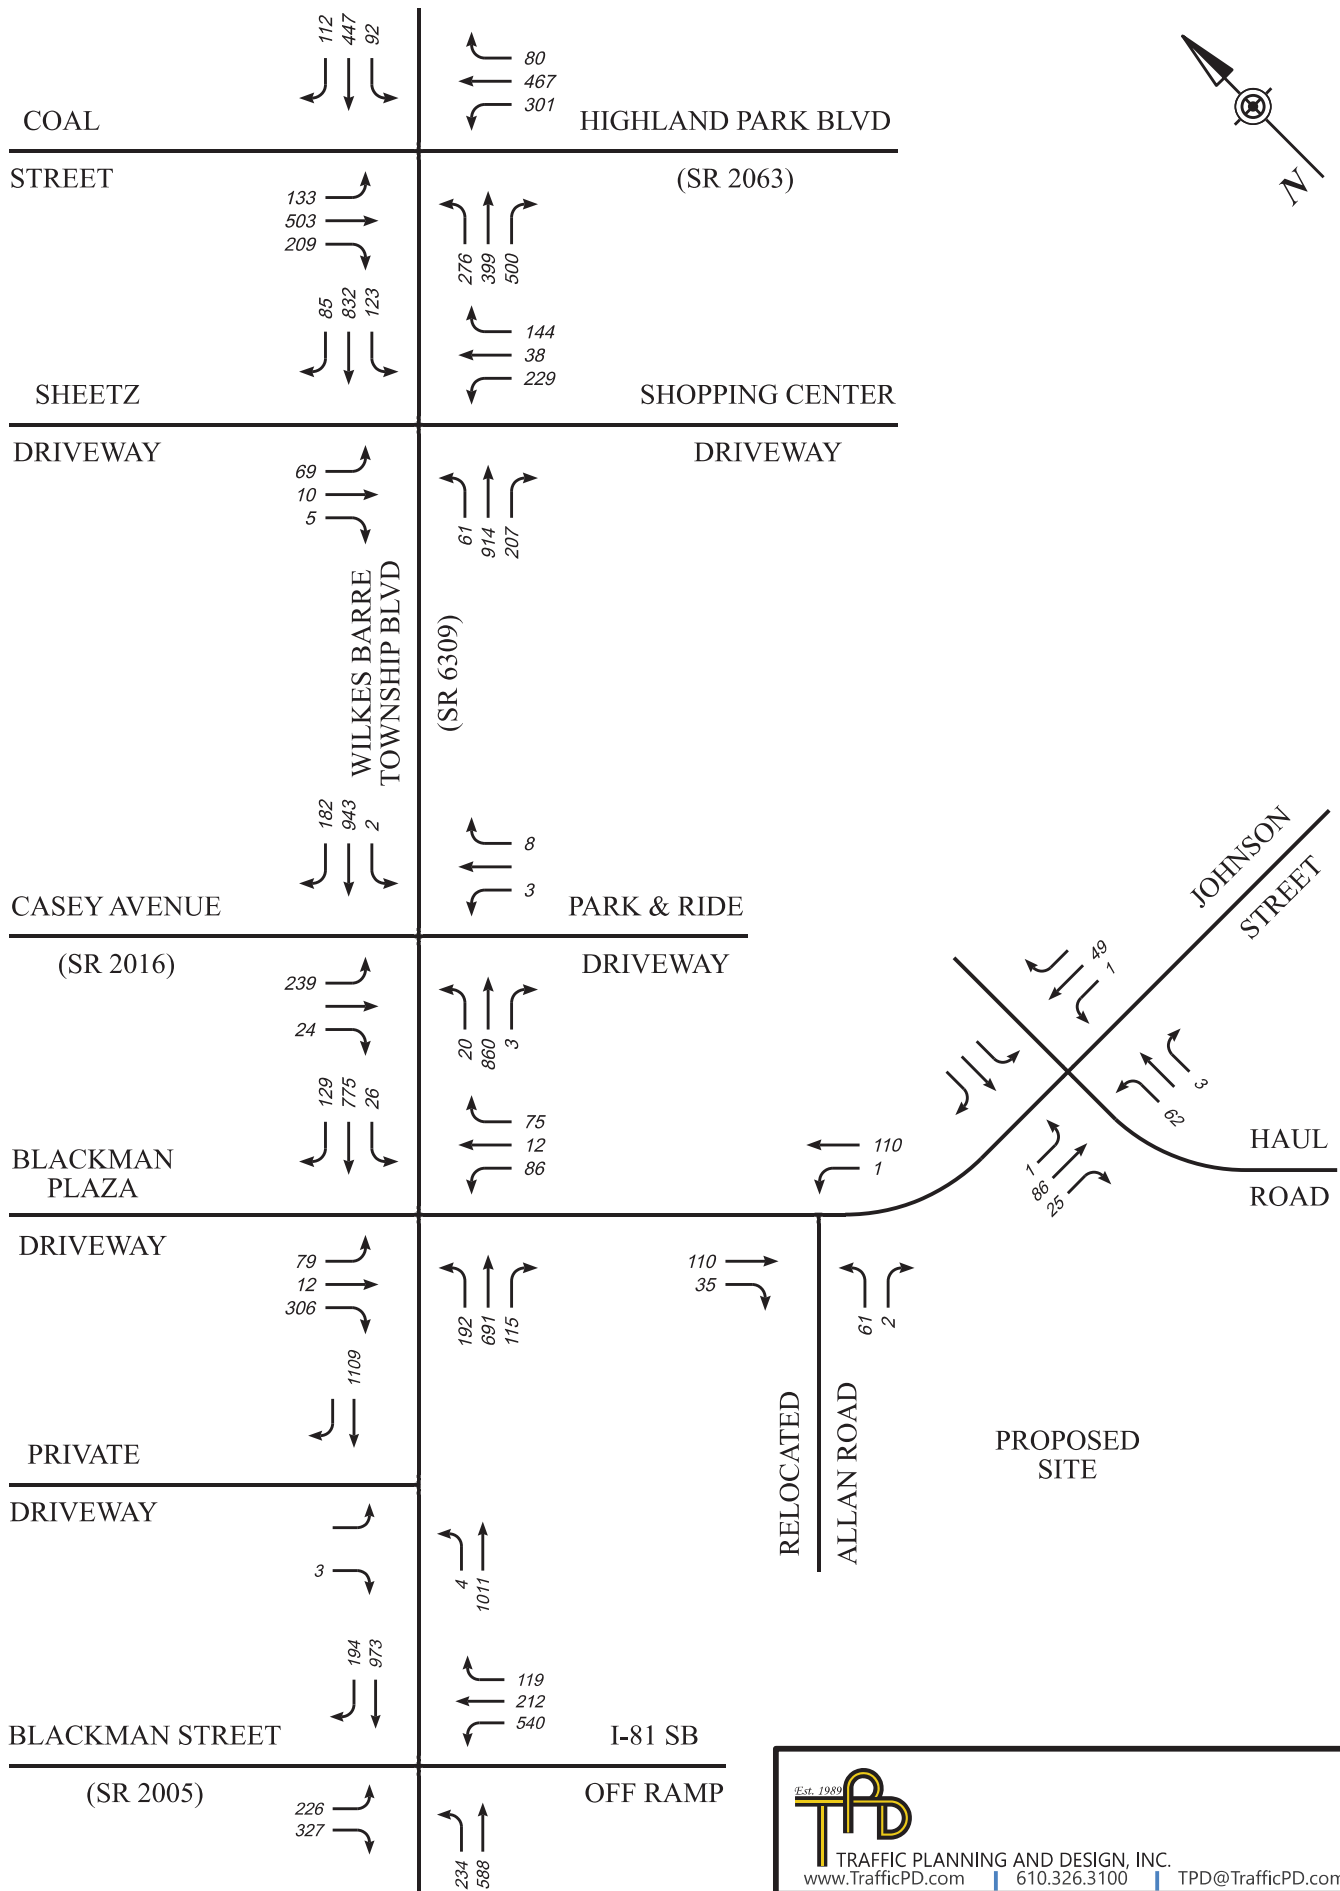 112
447
92
80
467
301
COAL
HIGHLAND PARK BLVD
STREET
(SR 2063)
N
133
503
209
276
399
500
85
832
123
144
38
229
SHEETZ
SHOPPING CENTER
DRIVEWAY
DRIVEWAY
69
10
5
61
914
207
WILKES BARRE
TOWNSHIP BLVD
(SR 6309)
182
943
2
8
3
CASEY AVENUE
PARK & RIDE
(SR 2016)
DRIVEWAY
239
24
20
860
3
JOHNSON
STREET
49
1
3
62
1
86
25
HAUL
ROAD
129
775
26
75
12
86
110
1
BLACKMAN
PLAZA
DRIVEWAY
79
12
306
192
691
115
110
35
61
2
RELOCATED
ALLAN ROAD
PROPOSED
SITE
1109
PRIVATE
DRIVEWAY
3
4
1011
194
973
119
212
540
BLACKMAN STREET
I-81 SB
(SR 2005)
OFF RAMP
226
327
234
588
Est. 1989
TPD
TRAFFIC PLANNING AND DESIGN, INC.
www.TrafficPD.com | 610.326.3100 | TPD@TrafficPD.com